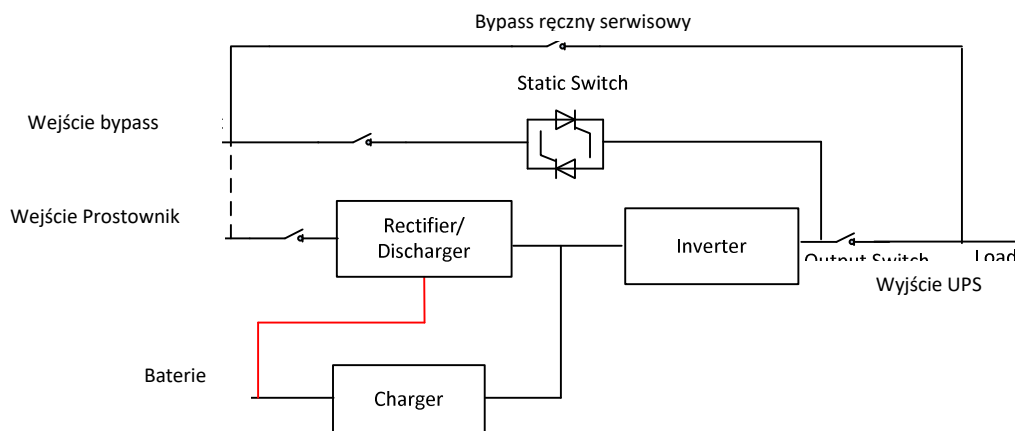 Bypass ręczny serwisowy
Static Switch
Wejście bypass
Wejście Prostownik
Rectifier/
Discharger
Inverter
Output Switch
Load
Wyjście UPS
Baterie
Charger